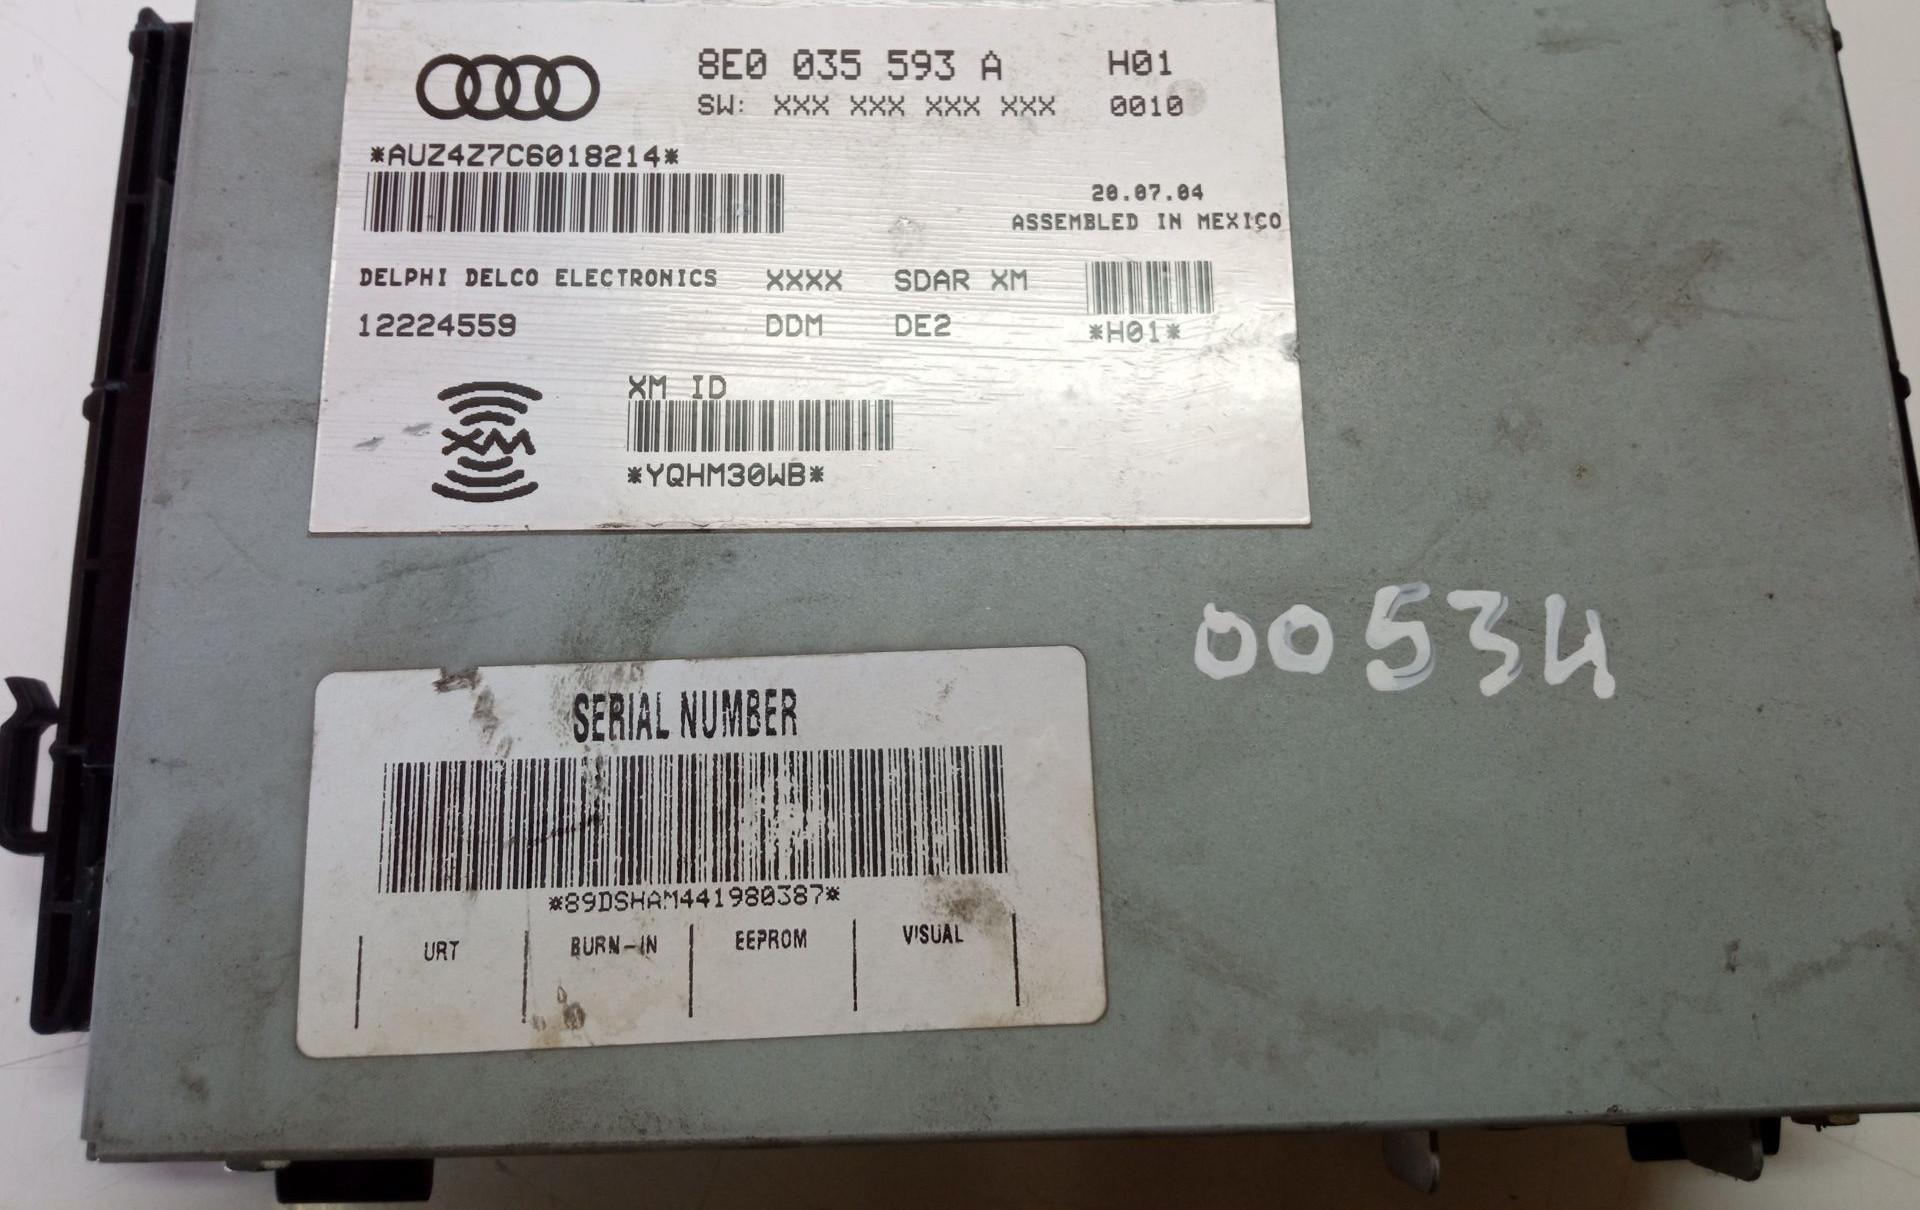 8E0 035 593 A H01
SW: XXX XXX XXX XXX 0010
*AUZ4Z7C6018214*
20.07.04
ASSEMBLED IN MEXICO
DELPHI DELCO ELECTRONICS XXXX SDAR XM
12224559 DDM DE2 *H01*
XM ID
XM
*YQHM30WB*
00534
SERIAL NUMBER
*89DSHAM441980387*
URT BURN-IN EEPROM VISUAL